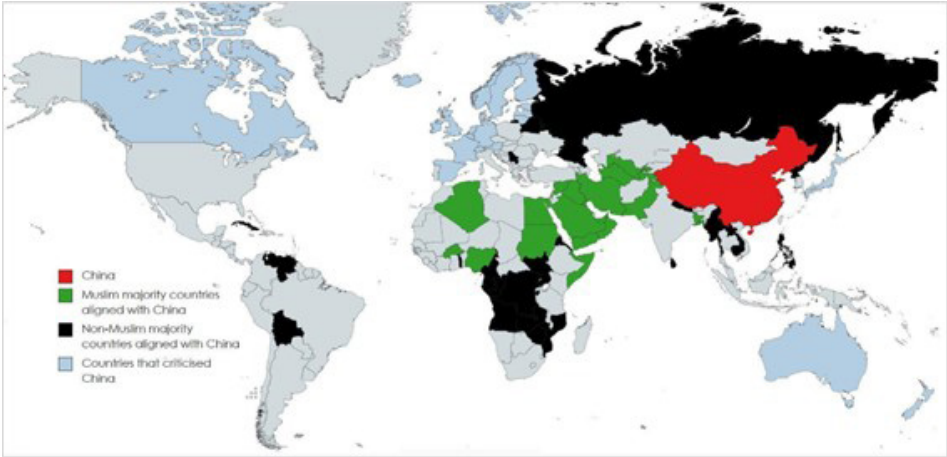 China
Muslim majority countries
aligned with China
Non-Muslim majority
countries aligned with China
Countries that criticised
China